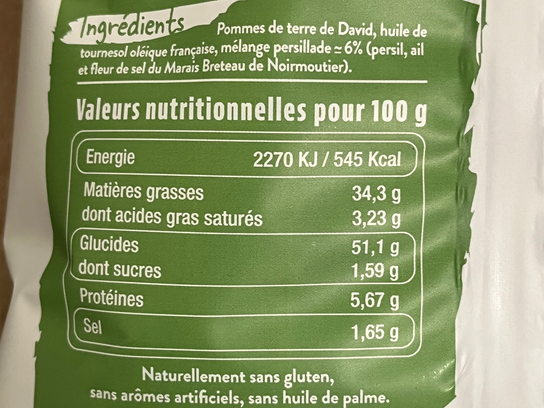 Ingrédients Pommes de terre de David, huile de
tournesol oléique française, mélange persillade ≃ 6% (persil, ail
et fleur de sel du Marais Breteau de Noirmoutier).
Valeurs nutritionnelles pour 100 g
Energie 2270 KJ / 545 Kcal
Matières grasses 34,3 g
dont acides gras saturés 3,23 g
Glucides 51,1 g
dont sucres 1,59 g
Protéines 5,67 g
Sel 1,65 g
Naturellement sans gluten,
sans arômes artificiels, sans huile de palme.